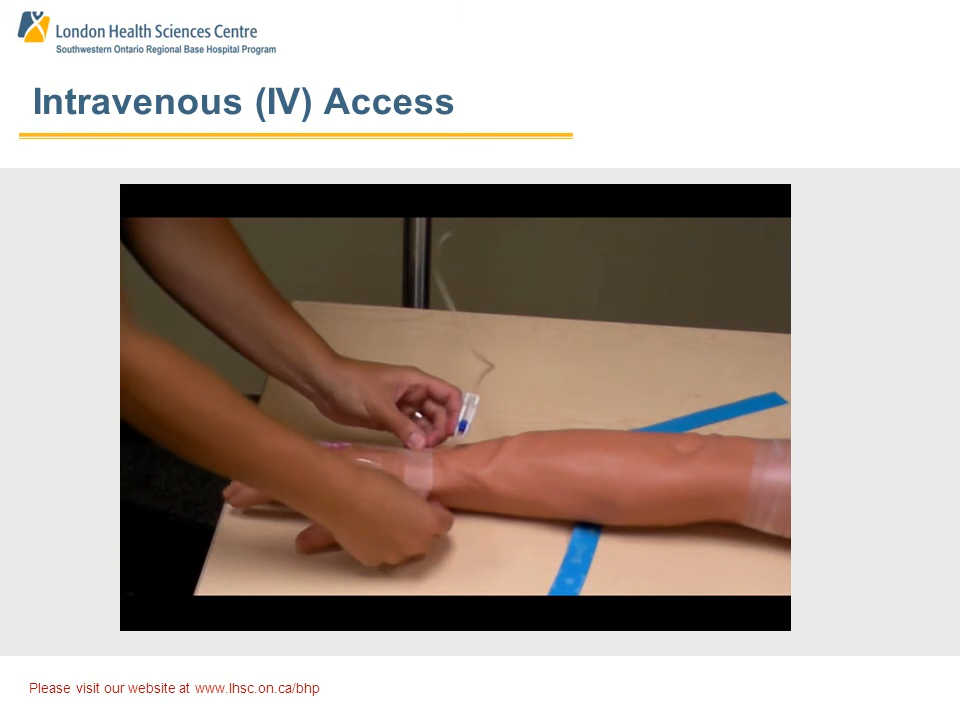 London Health Sciences Centre
Southwestern Ontario Regional Base Hospital Program
Intravenous (IV) Access
Please visit our website at www.lhsc.on.ca/bhp